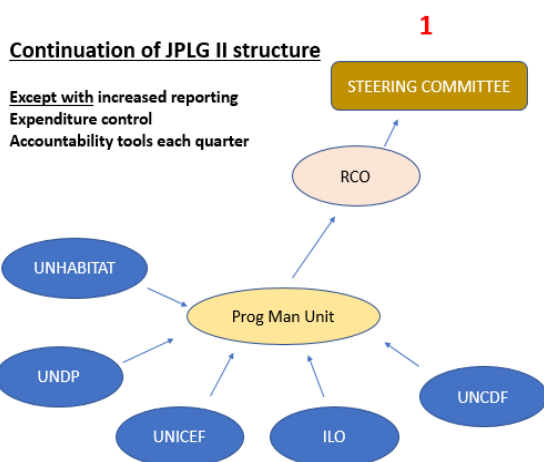 1
Continuation of JPLG II structure
Except with increased reporting
Expenditure control
Accountability tools each quarter
STEERING COMMITTEE
RCO
UNHABITAT
Prog Man Unit
UNDP
UNCDF
UNICEF
ILO